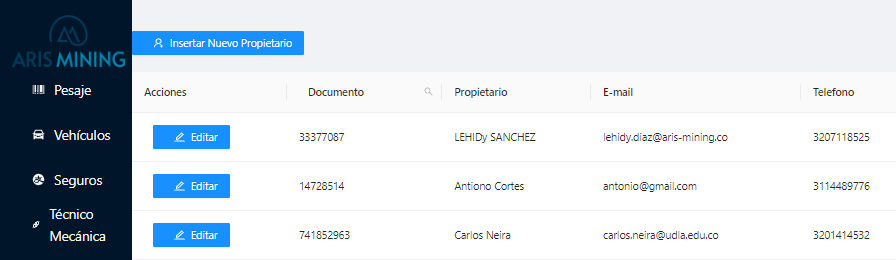 ARIS MINING
Pesaje
Vehículos
Seguros
Técnico
Mecánica
Insertar Nuevo Propietario
Acciones Documento Propietario E-mail Telefono
Editar 33377087 LEHIDy SANCHEZ lehidy.diaz@aris-mining.co 3207118525
Editar 14728514 Antiono Cortes antonio@gmail.com 3114489776
Editar 741852963 Carlos Neira carlos.neira@udla.edu.co 3201414532